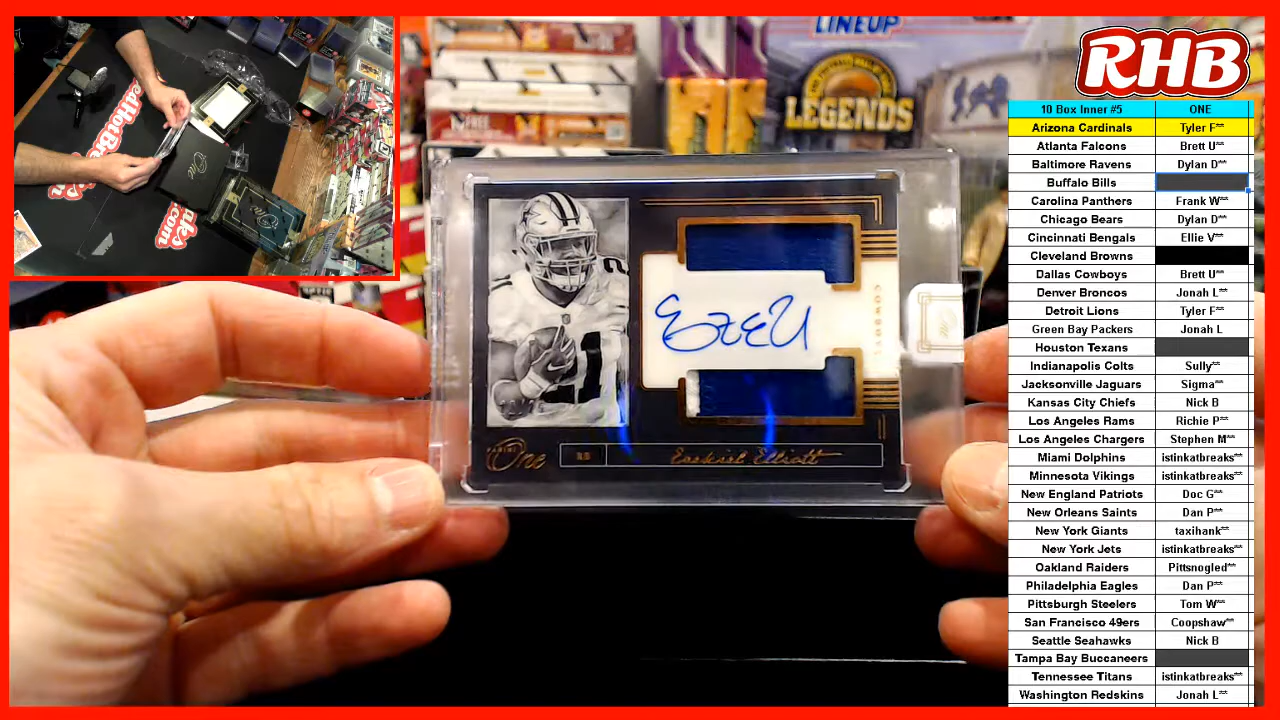 LINEUP
LEGENDS
RHB
10 Box Inner #5 ONE
Arizona Cardinals Tyler F**
Atlanta Falcons Brett U**
Baltimore Ravens Dylan D**
Buffalo Bills
Carolina Panthers Frank W**
Chicago Bears Dylan D**
Cincinnati Bengals Ellie V**
Cleveland Browns
Dallas Cowboys Brett U**
Denver Broncos Jonah L**
Detroit Lions Tyler F**
Green Bay Packers Jonah L
Houston Texans
Indianapolis Colts Sully**
Jacksonville Jaguars Sigma**
Kansas City Chiefs Nick B
Los Angeles Rams Richie P**
Los Angeles Chargers Stephen M**
Miami Dolphins istinkatbreaks**
Minnesota Vikings istinkatbreaks**
New England Patriots Doc G**
New Orleans Saints Dan P**
New York Giants taxihank**
New York Jets istinkatbreaks**
Oakland Raiders Pittsnogled**
Philadelphia Eagles Dan P**
Pittsburgh Steelers Tom W**
San Francisco 49ers Coopshaw**
Seattle Seahawks Nick B
Tampa Bay Buccaneers
Tennessee Titans istinkatbreaks**
Washington Redskins Jonah L**
COWBOYS
21
PANINI
One
RB
Ezekiel Elliott